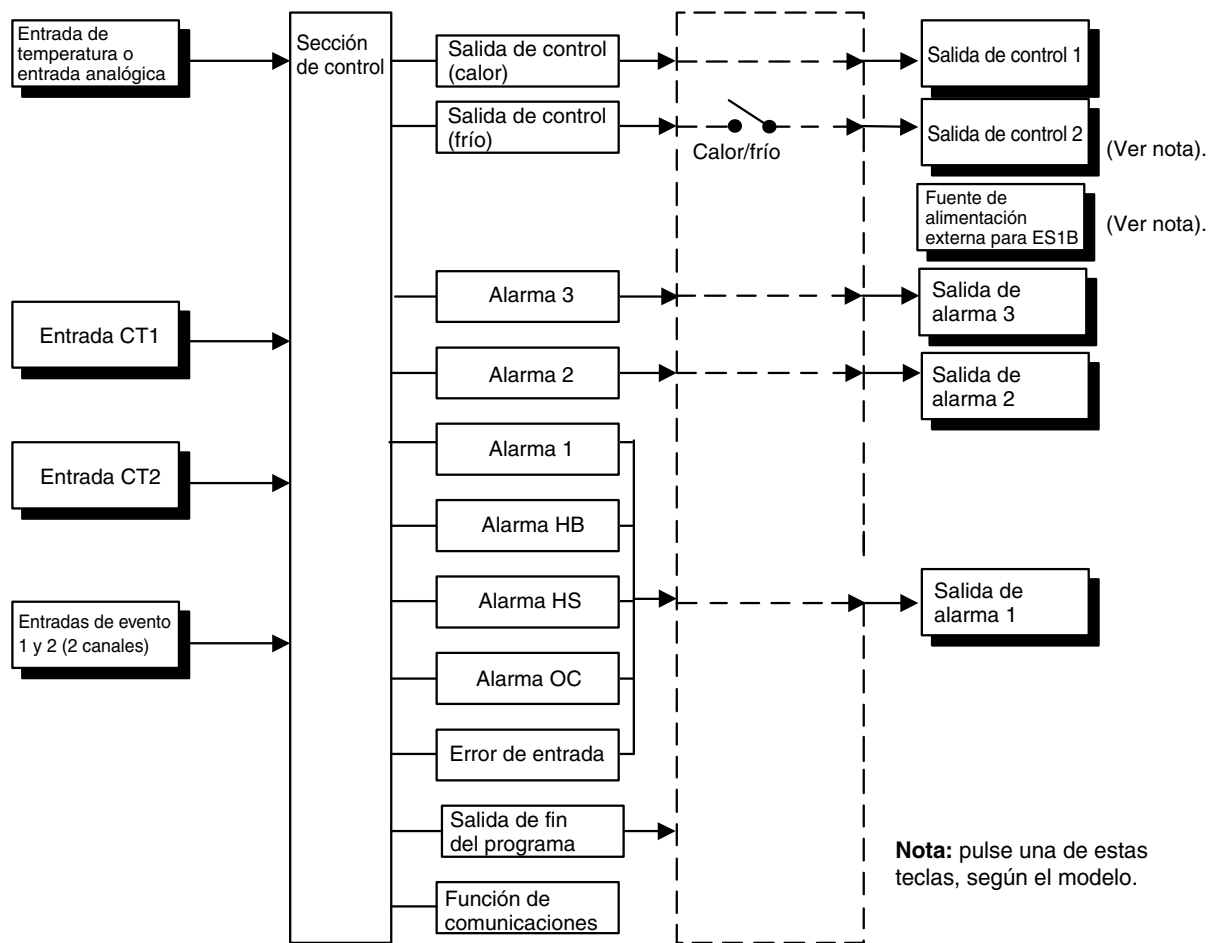 Entrada de
temperatura o
entrada analógica
Sección
de control
Salida de control
(calor)
Salida de control 1
Salida de control
(frío)
Calor/frío
Salida de control 2
(Ver nota).
Fuente de
alimentación
externa para ES1B
(Ver nota).
Alarma 3
Salida de
alarma 3
Entrada CT1
Alarma 2
Salida de
alarma 2
Alarma 1
Entrada CT2
Alarma HB
Alarma HS
Salida de
alarma 1
Entradas de evento
1 y 2 (2 canales)
Alarma OC
Error de entrada
Salida de fin
del programa
Nota: pulse una de estas
teclas, según el modelo.
Función de
comunicaciones